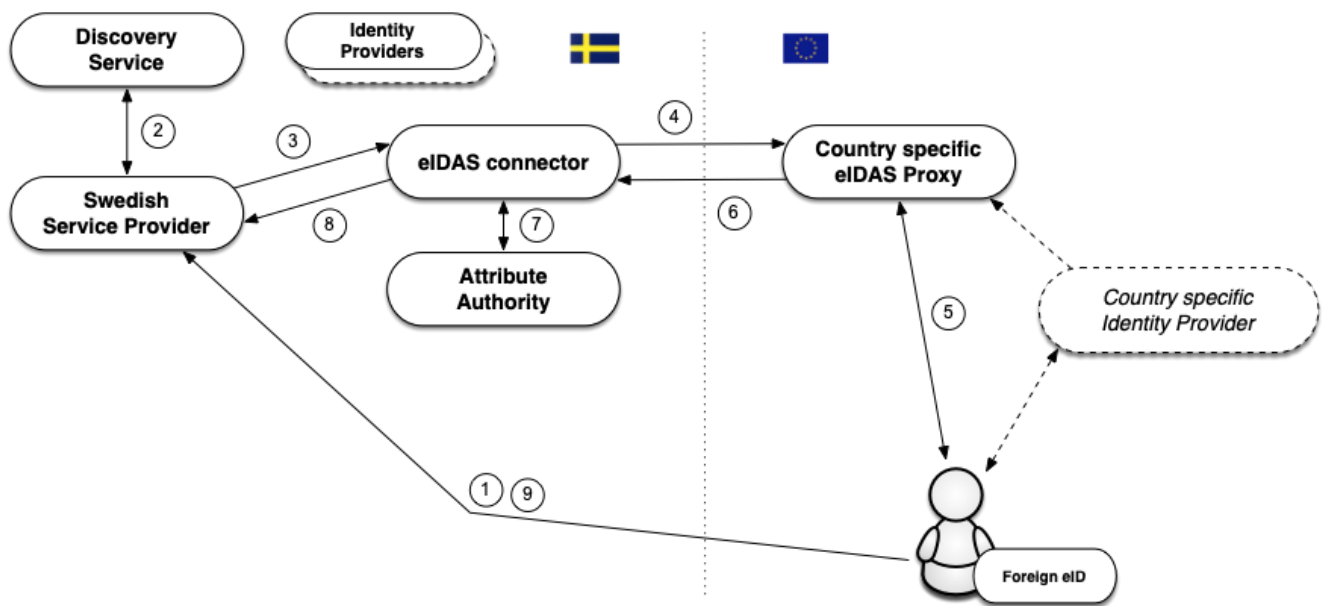 Discovery
Service
Identity
Providers
2
3
4
eIDAS connector
Country specific
eIDAS Proxy
Swedish
Service Provider
8
7
6
Attribute
Authority
5
Country specific
Identity Provider
1
9
Foreign eID